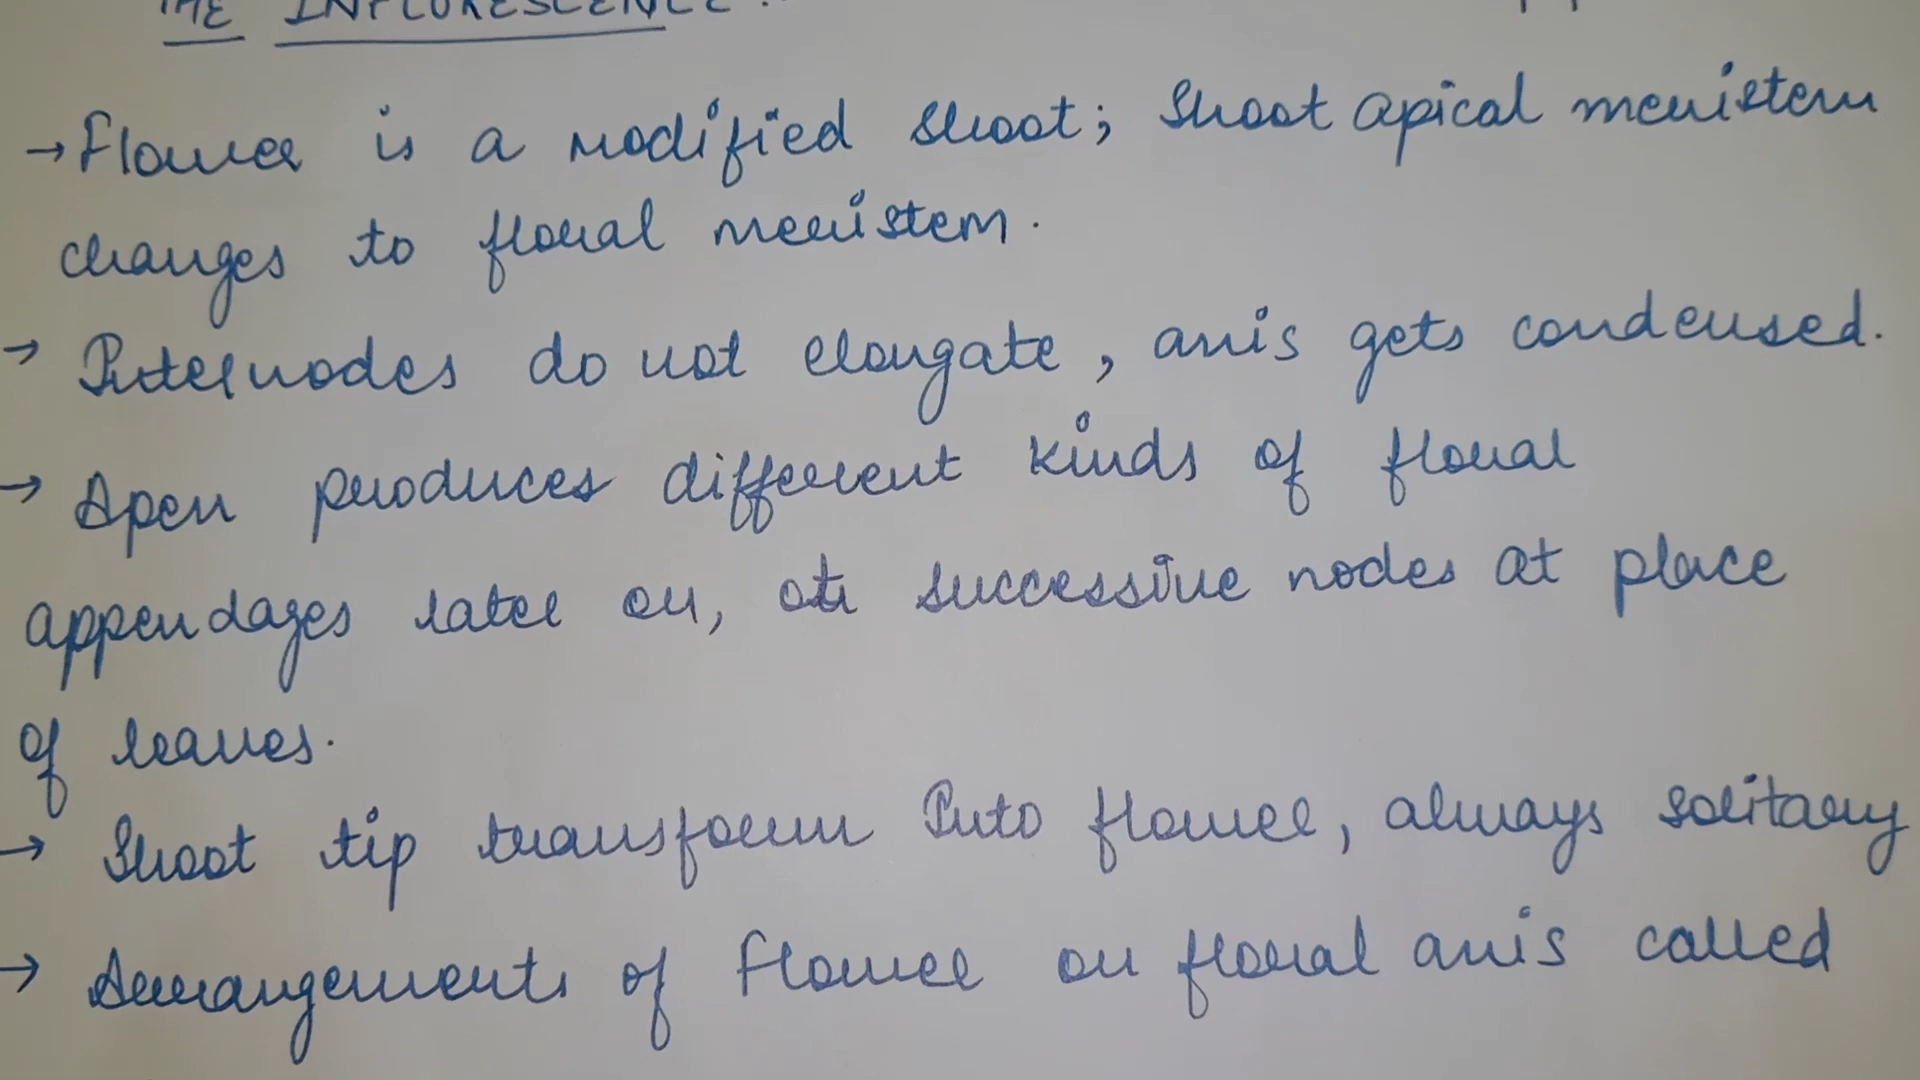 THE INFLORESCENCE :
→ Flower is a modified shoot; Shoot apical meristem
changes to floral meristem.
→ Internodes do not elongate, axis gets condensed.
→ Apex produces different kinds of floral
appendages later on, at successive nodes at place
of leaves.
→ Shoot tip transform Into flower, always solitary
→ Arrangements of flower on floral axis called